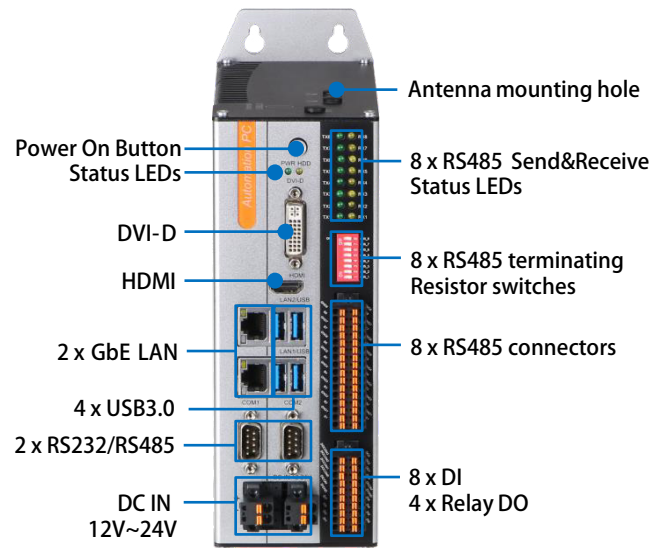 Antenna mounting hole
Power On Button
Status LEDs
8 x RS485 Send&Receive
Status LEDs
DVI-D
HDMI
8 x RS485 terminating
Resistor switches
2 x GbE LAN
8 x RS485 connectors
4 x USB3.0
2 x RS232/RS485
8 x DI
4 x Relay DO
DC IN
12V~24V
Automation PC
PWR HDD
DVI-D
HDMI
LAN2/USB
LAN1/USB
COM1
COM2